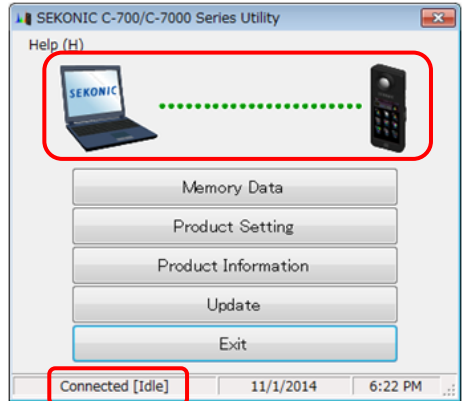 SEKONIC C-700/C-7000 Series Utility
Help (H)
SEKONIC
Memory Data
Product Setting
Product Information
Update
Exit
Connected [Idle] 11/1/2014 6:22 PM